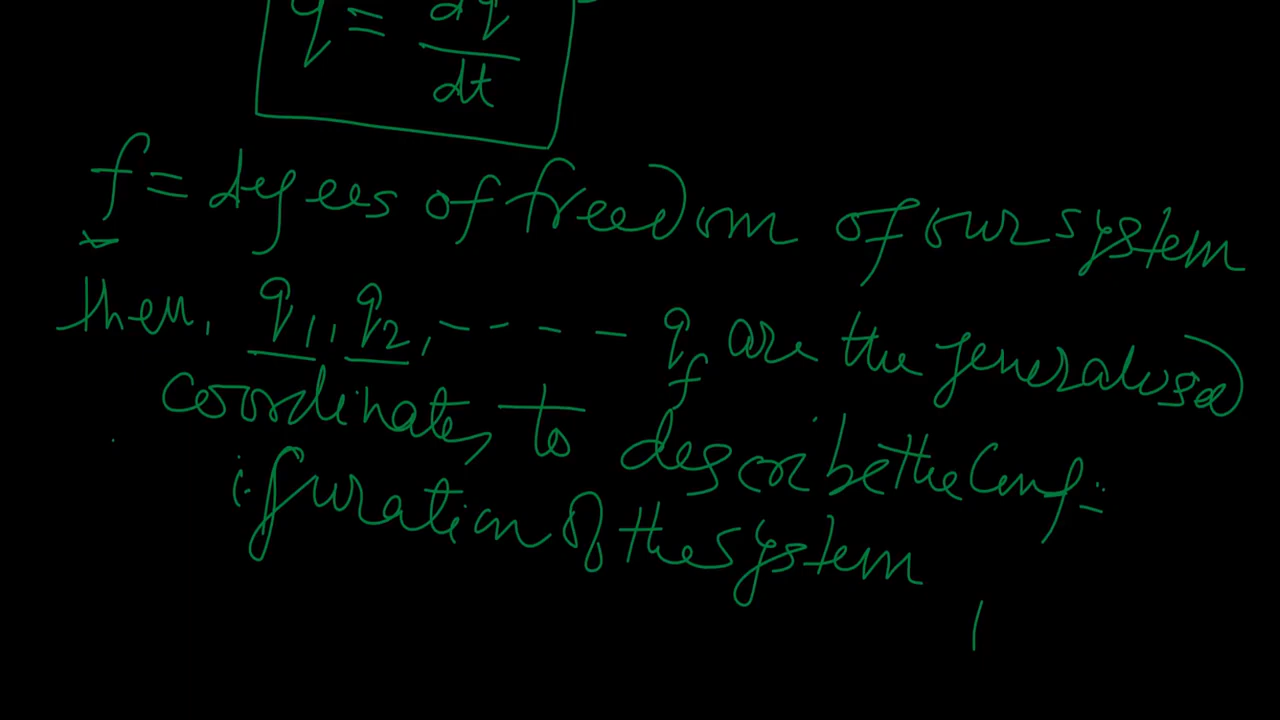 q = dq/dt
f = degees of freedom of our system
then, q1, q2, ---- qf are the generalised
coordinates to describe the Conf-
iguration of the system